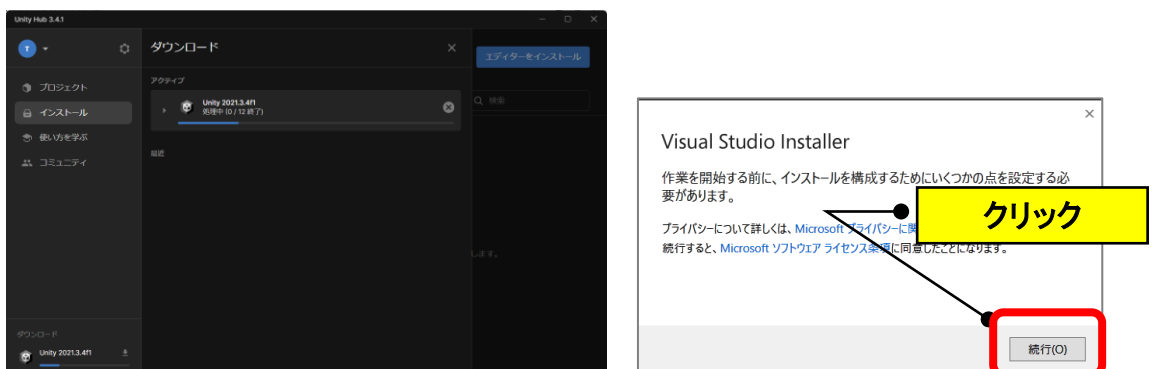 Unity Hub 3.4.1
T
ダウンロード
エディターをインストール
アクティブ
プロジェクト
Unity 2021.3.4f1
処理中 (0 / 12 終了)
検索
インストール
使い方を学ぶ
最近
コミュニティ
します。
ダウンロード
Unity 2021.3.4f1
Visual Studio Installer
作業を開始する前に、インストールを構成するためにいくつかの点を設定する必
要があります。
クリック
プライバシーについて詳しくは、Microsoft プライバシーに関
続行すると、Microsoft ソフトウェア ライセンス条項に同意したことになります。
続行(O)